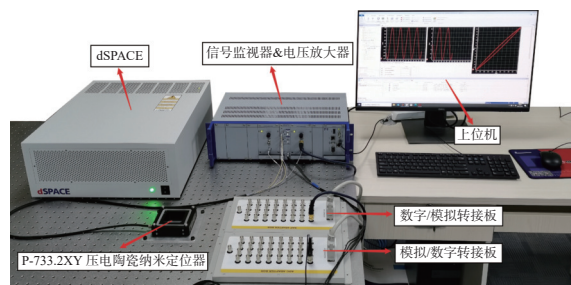 dSPACE
信号监视器&电压放大器
上位机
dSPACE
数字/模拟转接板
模拟/数字转接板
P-733.2XY 压电陶瓷纳米定位器